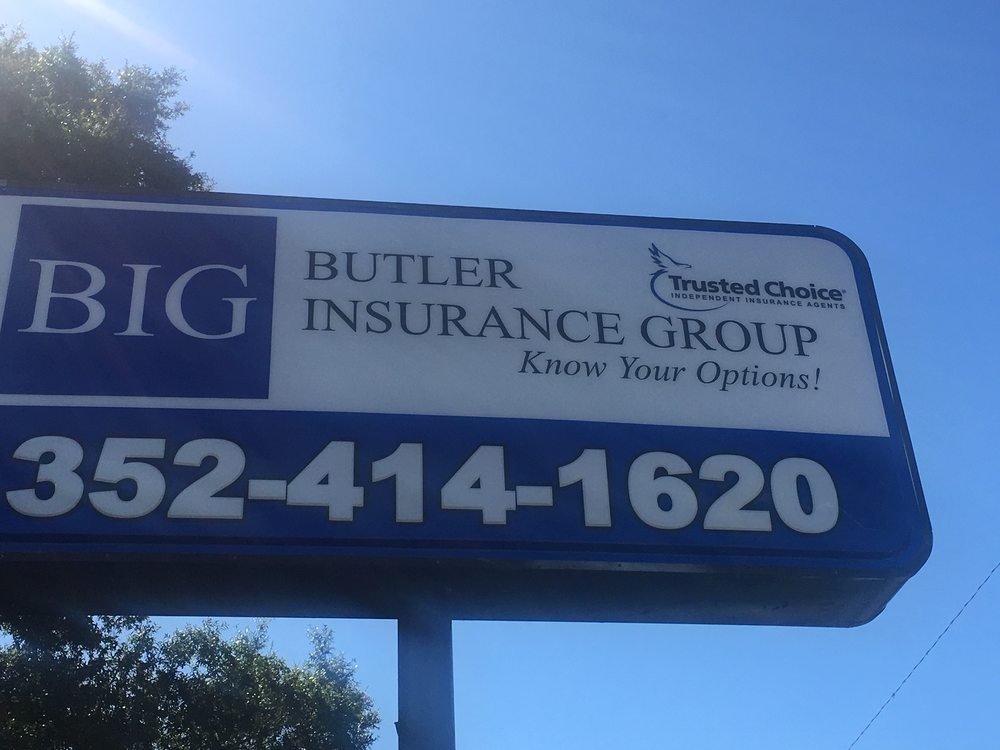 BIG
BUTLER
INSURANCE GROUP
Know Your Options!
Trusted Choice®
INDEPENDENT INSURANCE AGENTS
352-414-1620